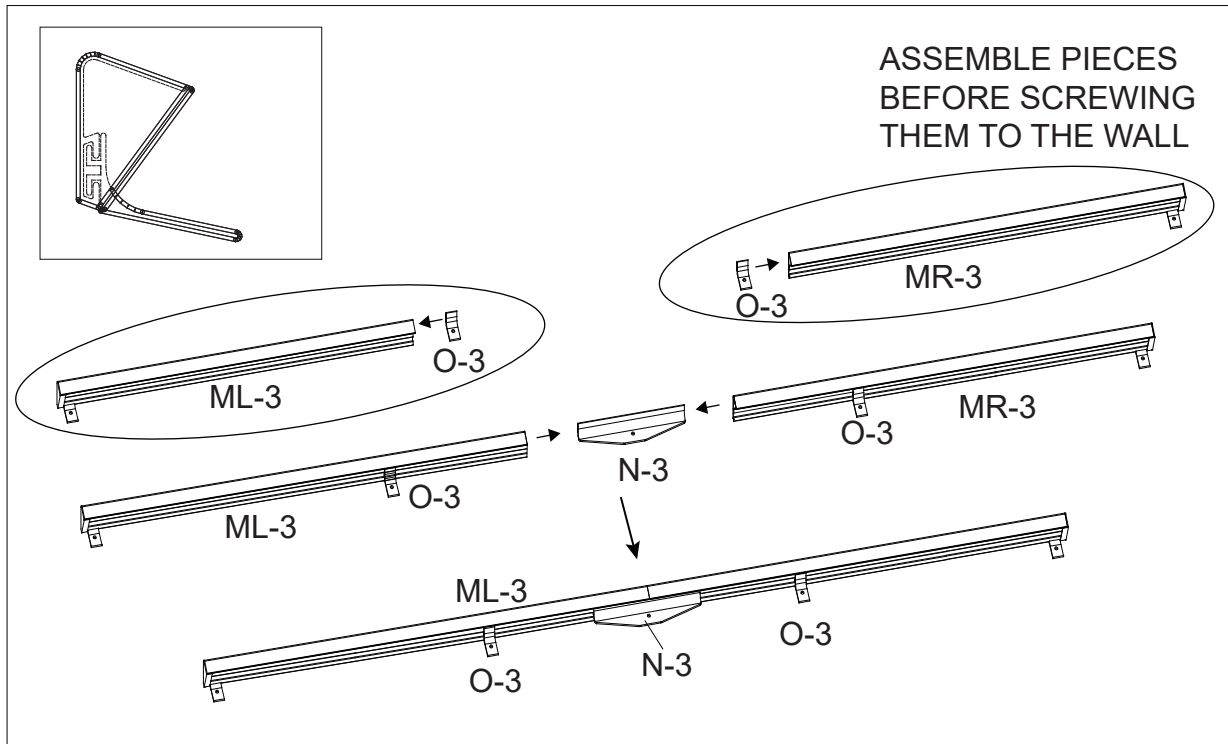 ASSEMBLE PIECES
BEFORE SCREWING
THEM TO THE WALL
MR-3
O-3
O-3
ML-3
MR-3
O-3
N-3
O-3
ML-3
ML-3
O-3
N-3
O-3